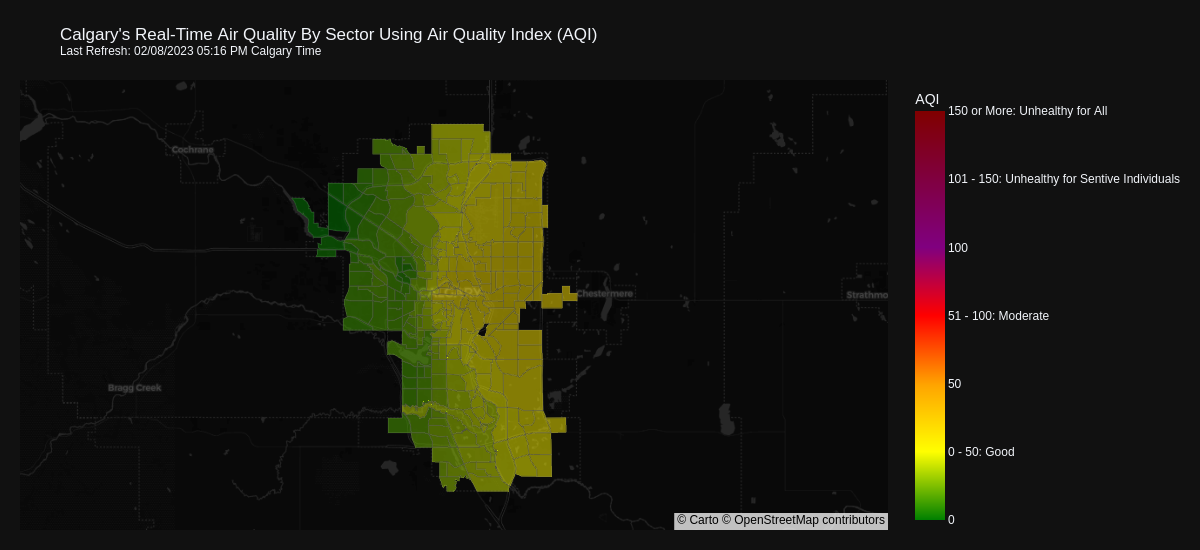 Calgary's Real-Time Air Quality By Sector Using Air Quality Index (AQI)
Last Refresh: 02/08/2023 05:16 PM Calgary Time
AQI
150 or More: Unhealthy for All
101 - 150: Unhealthy for Sentive Individuals
100
51 - 100: Moderate
50
0 - 50: Good
0
Cochrane
CALGARY
Chestermere
Strathmo
Bragg Creek
© Carto © OpenStreetMap contributors